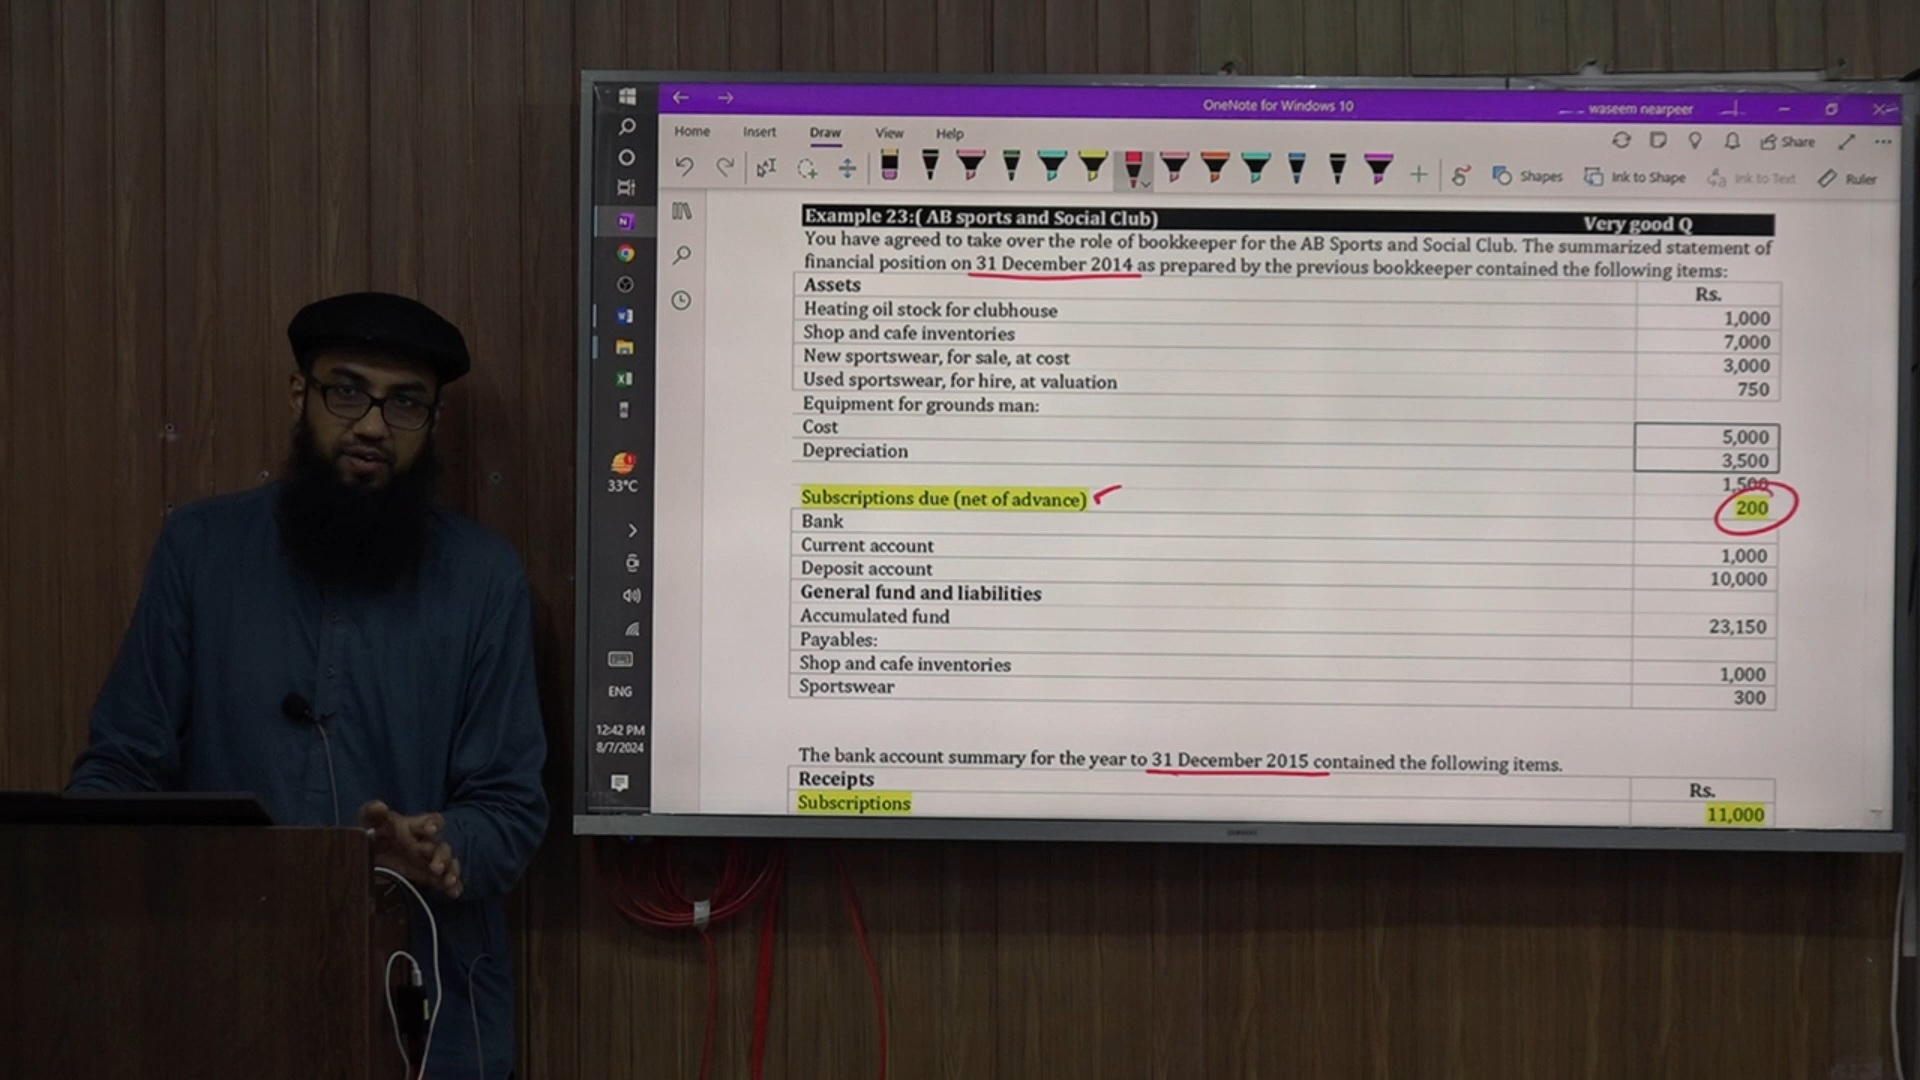 OneNote for Windows 10
waseem nearpeer
Home Insert Draw View Help
Share
Shapes Ink to Shape Ink to Text Ruler
Example 23:( AB sports and Social Club) Very good Q
You have agreed to take over the role of bookkeeper for the AB Sports and Social Club. The summarized statement of
financial position on 31 December 2014 as prepared by the previous bookkeeper contained the following items:
Assets Rs.
Heating oil stock for clubhouse 1,000
Shop and cafe inventories 7,000
New sportswear, for sale, at cost 3,000
Used sportswear, for hire, at valuation 750
Equipment for grounds man:
Cost 5,000
Depreciation 3,500
1,500
Subscriptions due (net of advance) 200
Bank
Current account 1,000
Deposit account 10,000
General fund and liabilities
Accumulated fund 23,150
Payables:
Shop and cafe inventories 1,000
Sportswear 300
The bank account summary for the year to 31 December 2015 contained the following items.
Receipts Rs.
Subscriptions 11,000
33°C
ENG
12:42 PM
8/7/2024
SAMSUNG